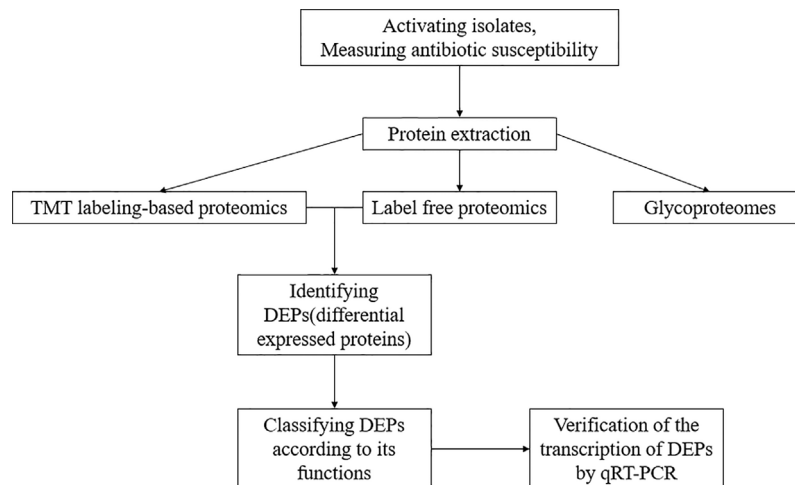 Activating isolates,
Measuring antibiotic susceptibility
Protein extraction
TMT labeling-based proteomics
Label free proteomics
Glycoproteomes
Identifying
DEPs(differential
expressed proteins)
Classifying DEPs
according to its
functions
Verification of the
transcription of DEPs
by qRT-PCR